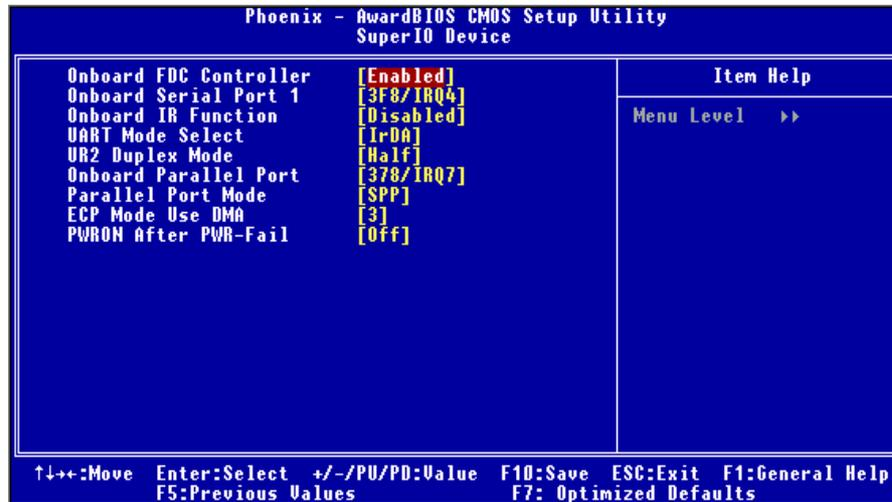 Phoenix - AwardBIOS CMOS Setup Utility
SuperIO Device
Onboard FDC Controller [Enabled]
Onboard Serial Port 1 [3F8/IRQ4]
Onboard IR Function [Disabled]
UART Mode Select [IrDA]
UR2 Duplex Mode [Half]
Onboard Parallel Port [378/IRQ7]
Parallel Port Mode [SPP]
ECP Mode Use DMA [3]
PWRON After PWR-Fail [Off]
Item Help
Menu Level ▸▸
↑↓→←:Move Enter:Select +/-/PU/PD:Value F10:Save ESC:Exit F1:General Help
F5:Previous Values F7: Optimized Defaults